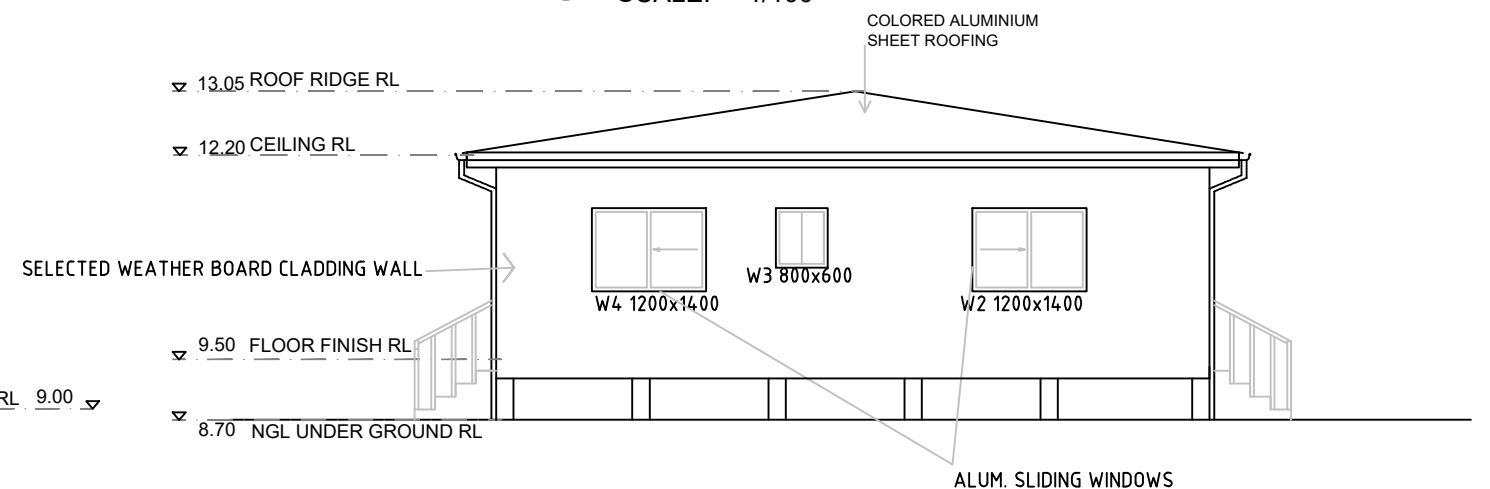 COLORED ALUMINIUM
SHEET ROOFING
13.05 ROOF RIDGE RL
12.20 CEILING RL
SELECTED WEATHER BOARD CLADDING WALL
W3 800x600
W4 1200x1400
W2 1200x1400
9.50 FLOOR FINISH RL
RL 9.00
8.70 NGL UNDER GROUND RL
ALUM. SLIDING WINDOWS